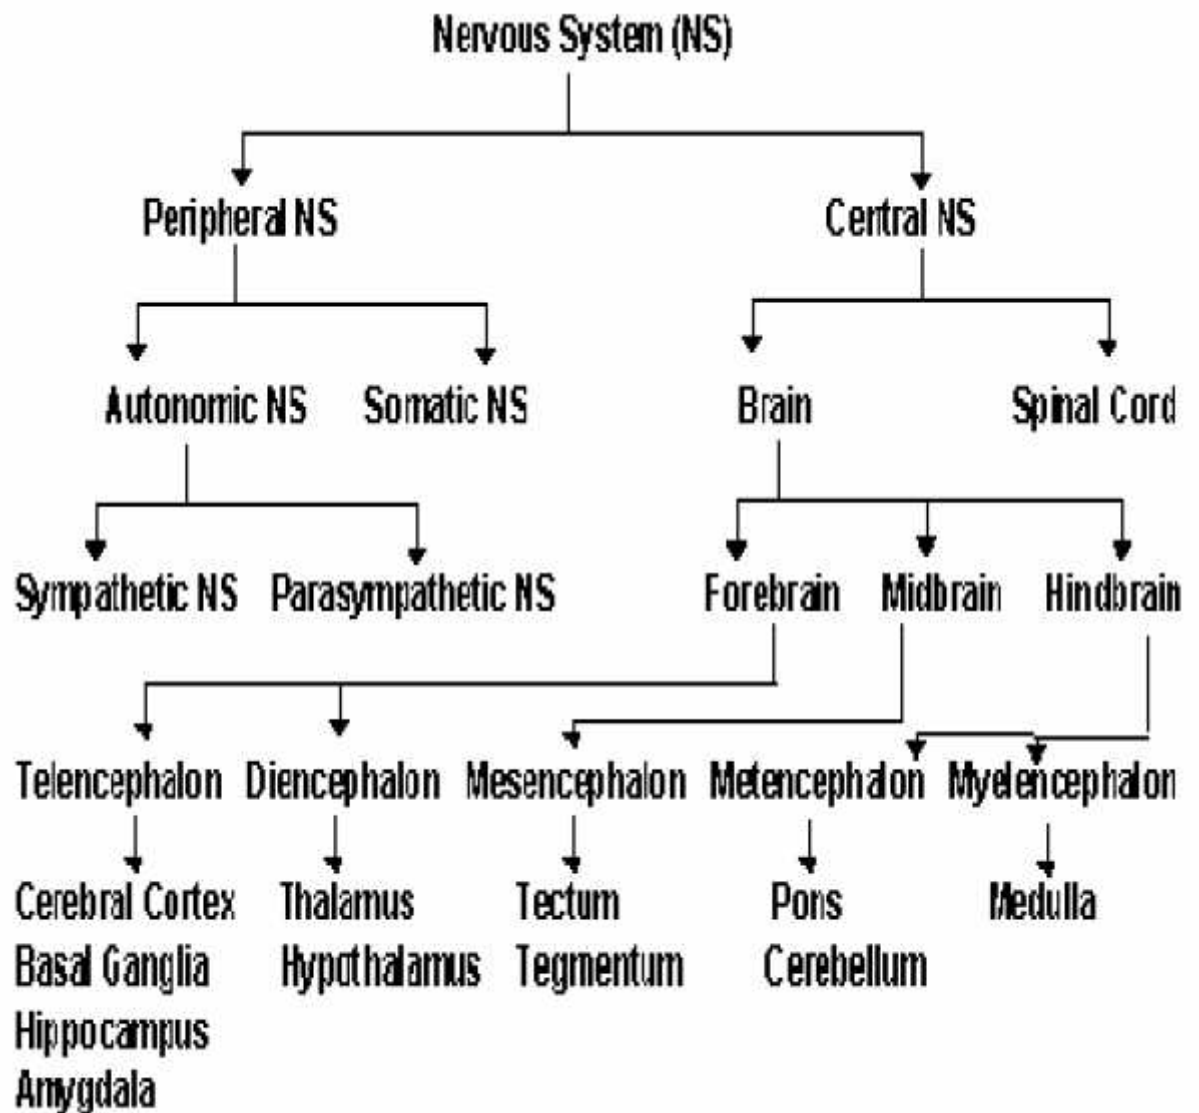 Nervous System (NS)
Peripheral NS Central NS
Autonomic NS Somatic NS Brain Spinal Cord
Sympathetic NS Parasympathetic NS Forebrain Midbrain Hindbrain
Telencephalon Diencephalon Mesencephalon Metencephalon Myelencephalon
Cerebral Cortex Thalamus Tectum Pons Medulla
Basal Ganglia Hypothalamus Tegmentum Cerebellum
Hippocampus
Amygdala